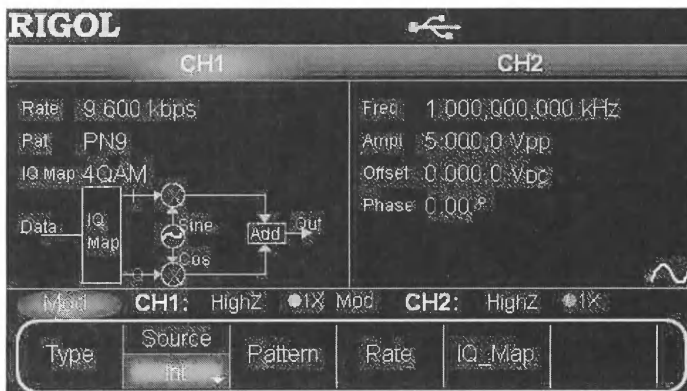 RIGOL
CH1 CH2
Rate 9.600 kbps
Pat PN9
IQ Map 4QAM
Data IQ Map I Q Sine Cos Add Out
Freq 1.000,000,000 kHz
Ampl 5.000,0 Vpp
Offset 0.000,0 VDC
Phase 0.00,°
Mod CH1: HighZ 1X Mod CH2: HighZ 1X
Type Source Int Pattern Rate IQ_Map